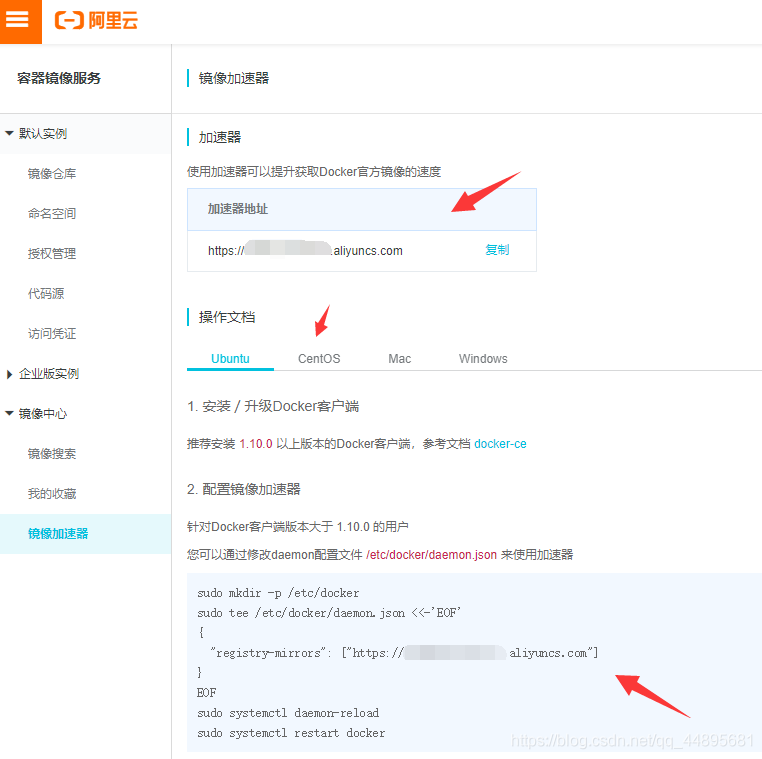 阿里云
容器镜像服务
镜像加速器
默认实例
镜像仓库
命名空间
授权管理
代码源
访问凭证
企业版实例
镜像中心
镜像搜索
我的收藏
镜像加速器
加速器
使用加速器可以提升获取Docker官方镜像的速度
加速器地址
https://.aliyuncs.com 复制
操作文档
Ubuntu CentOS Mac Windows
1. 安装 / 升级Docker客户端
推荐安装 1.10.0 以上版本的Docker客户端，参考文档 docker-ce
2. 配置镜像加速器
针对Docker客户端版本大于 1.10.0 的用户
您可以通过修改daemon配置文件 /etc/docker/daemon.json 来使用加速器
sudo mkdir -p /etc/docker
sudo tee /etc/docker/daemon.json <<-'EOF'
{
"registry-mirrors": ["https://aliyuncs.com"]
}
EOF
sudo systemctl daemon-reload
sudo systemctl restart docker
https://blog.csdn.net/qq_44895681